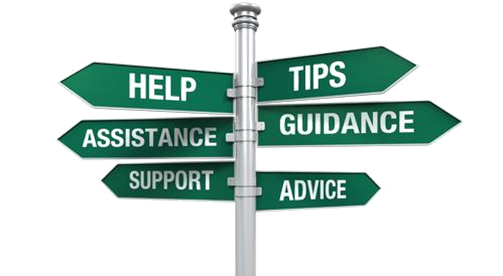 HELP
TIPS
ASSISTANCE
GUIDANCE
SUPPORT
ADVICE